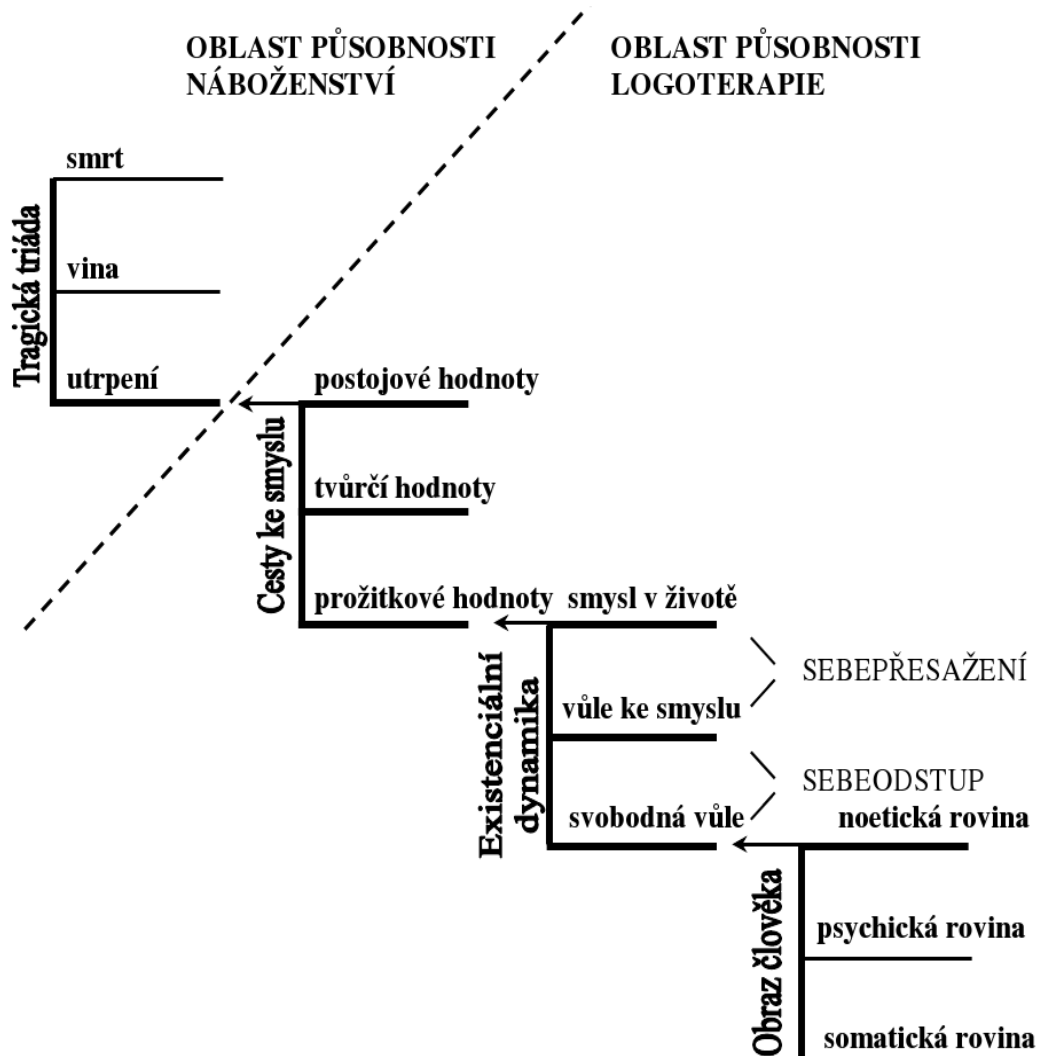 OBLAST PŮSOBNOSTI
NÁBOŽENSTVÍ
OBLAST PŮSOBNOSTI
LOGOTERAPIE
Tragická triáda
smrt
vina
utrpení
Cesty ke smyslu
postojové hodnoty
tvůrčí hodnoty
prožitkové hodnoty
Existenciální
dynamika
smysl v životě
vůle ke smyslu
svobodná vůle
SEBEPŘESAŽENÍ
SEBEODSTUP
Obraz člověka
noetická rovina
psychická rovina
somatická rovina